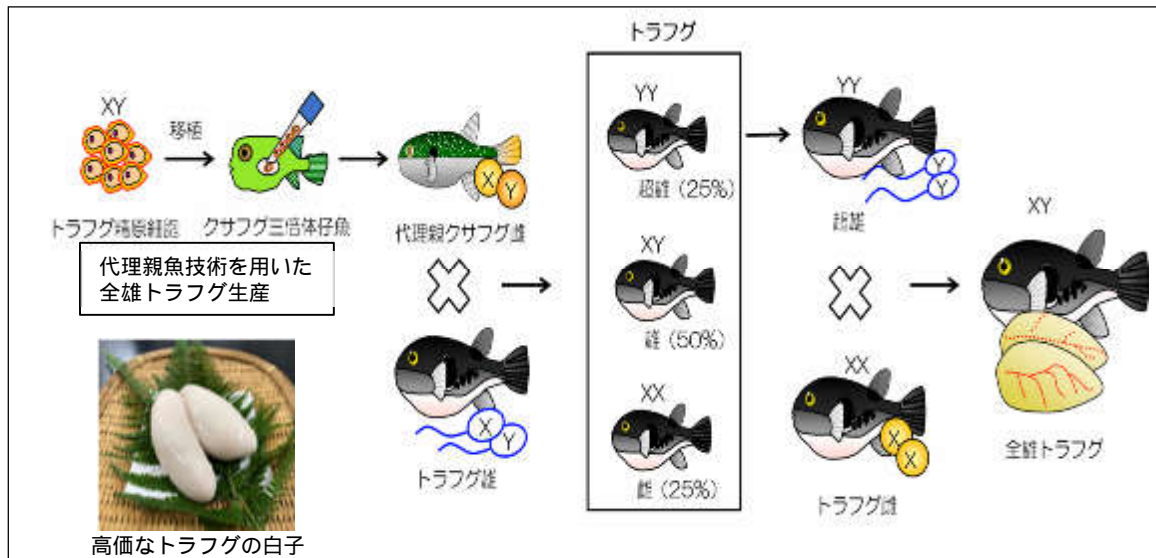 トラフグ
XY
移植
トラフグ精原細胞
クサフグ三倍体仔魚
X
Y
代理親クサフグ雌
代理親魚技術を用いた
全雄トラフグ生産
高価なトラフグの白子
X
Y
トラフグ雄
YY
超雄 (25%)
XY
雄 (50%)
XX
雌 (25%)
YY
Y
Y
超雄
XX
X
X
トラフグ雌
XY
全雄トラフグ